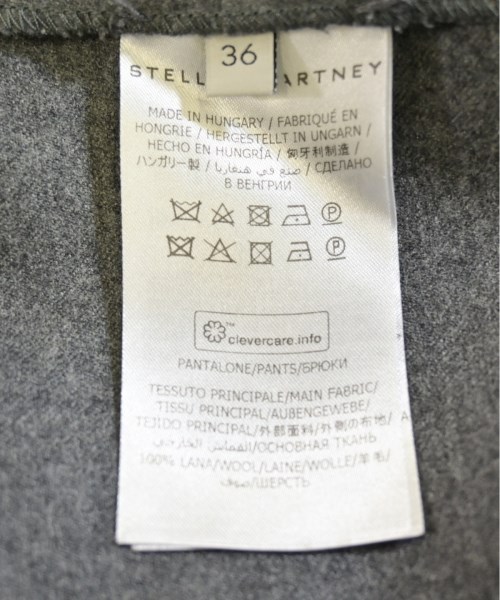 36
STELL ARTNEY
MADE IN HUNGARY / FABRIQUÉ EN
HONGRIE / HERGESTELLT IN UNGARN /
HECHO EN HUNGRÍA / 匈牙利制造 /
ハンガリー製 / صنع في هنغاريا / СДЕЛАНО
В ВЕНГРИИ
P
P
clevercare.info
PANTALONE/PANTS/БРЮКИ
TESSUTO PRINCIPALE/MAIN FABRIC/
TISSU PRINCIPAL/AUßENGEWEBE/
TEJIDO PRINCIPAL/外部面料/外側の布地/ A
القماش الخارجي/ОСНОВНАЯ ТКАНЬ
100% LANA/WOOL/LAINE/WOLLE/羊毛/
صوف/ШЕРСТЬ